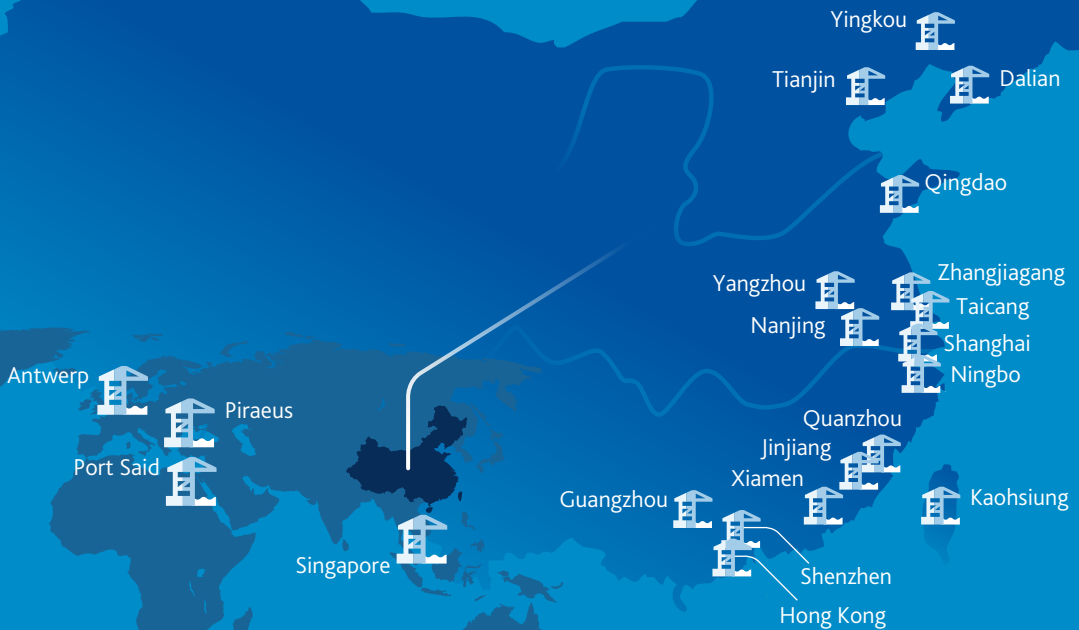 Yingkou
Tianjin
Dalian
Qingdao
Zhangjiagang
Yangzhou
Taicang
Nanjing
Shanghai
Ningbo
Antwerp
Piraeus
Quanzhou
Jinjiang
Port Said
Xiamen
Guangzhou
Kaohsiung
Singapore
Shenzhen
Hong Kong